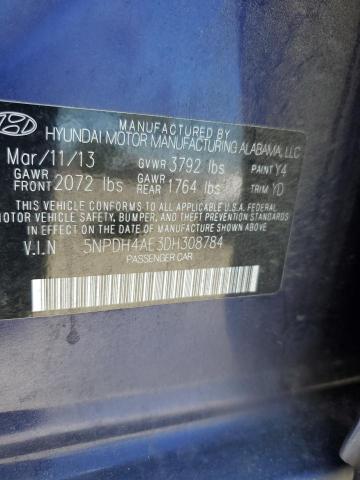 MANUFACTURED BY
HYUNDAI MOTOR MANUFACTURING ALABAMA, LLC
Mar/11/13 GVWR 3792 lbs PAINT Y4
GAWR FRONT 2072 lbs GAWR REAR 1764 lbs TRIM YD
THIS VEHICLE CONFORMS TO ALL APPLICABLE U.S.A. FEDERAL
MOTOR VEHICLE SAFETY, BUMPER, AND THEFT PREVENTION STANDARDS
IN EFFECT ON THE DATE OF MANUFACTURE SHOWN ABOVE.
V.I.N 5NPDH4AE3DH308784
PASSENGER CAR